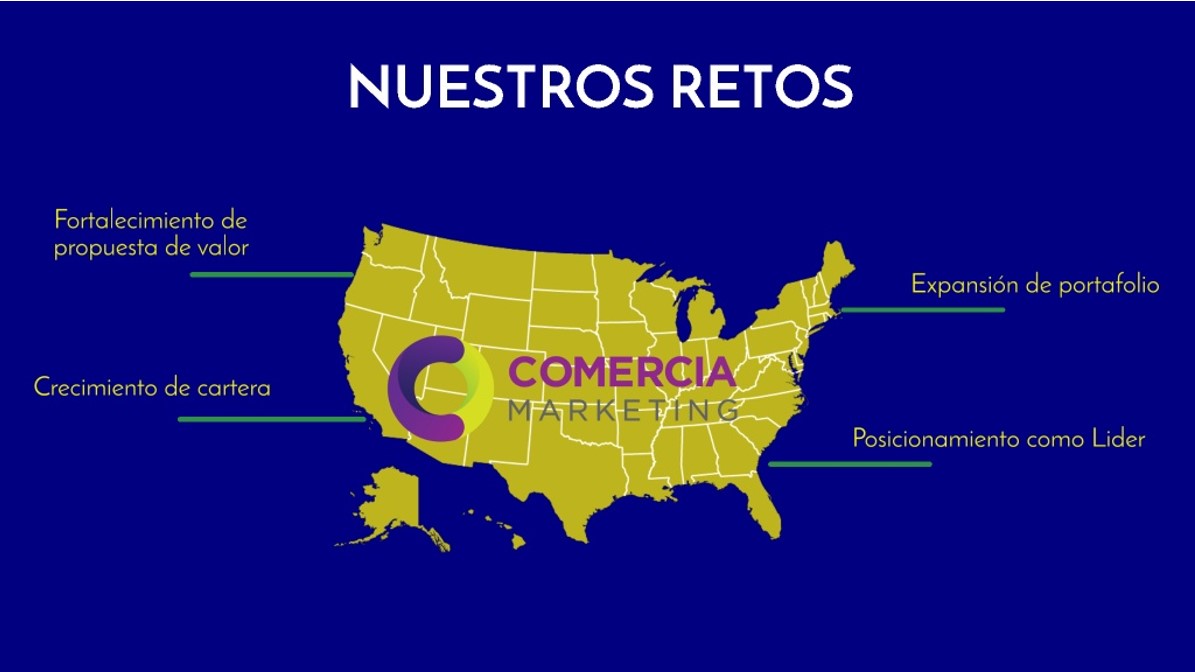 NUESTROS RETOS
Fortalecimiento de
propuesta de valor
Expansión de portafolio
COMERCIA
MARKETING
Crecimiento de cartera
Posicionamiento como Lider